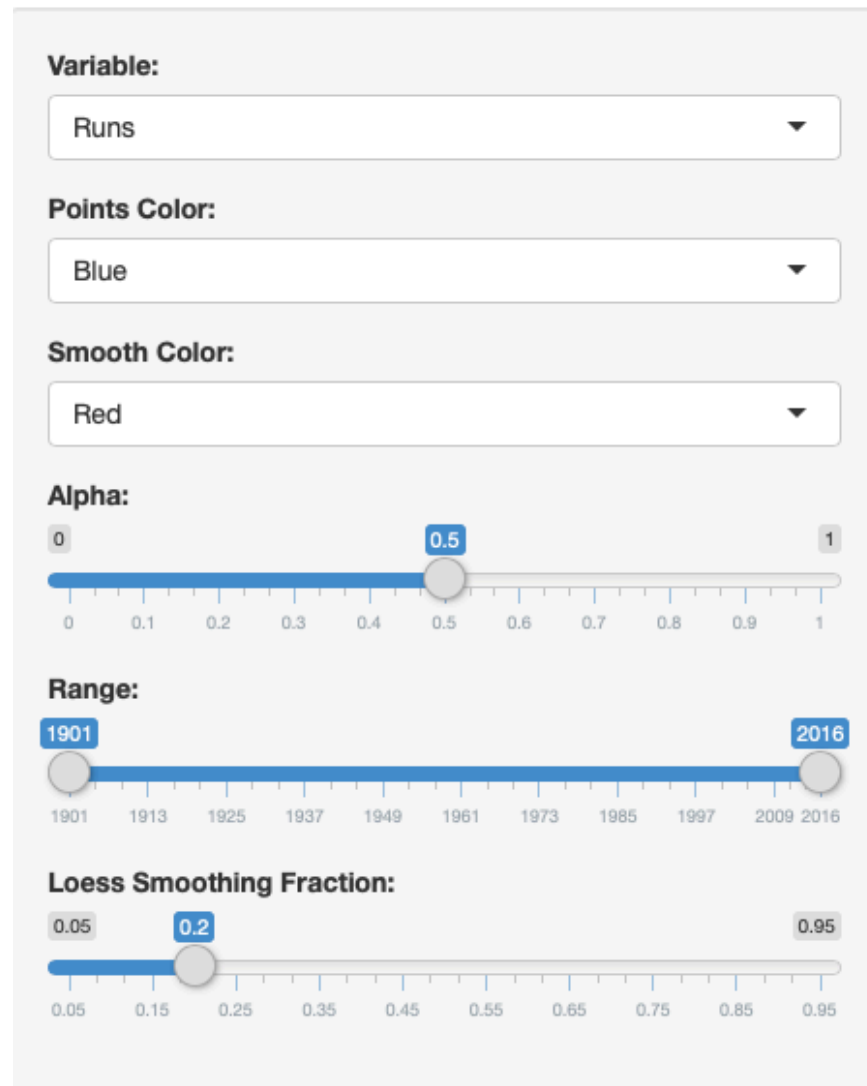 Variable:
Runs
Points Color:
Blue
Smooth Color:
Red
Alpha:
0 0.5 1
0 0.1 0.2 0.3 0.4 0.5 0.6 0.7 0.8 0.9 1
Range:
1901 2016
1901 1913 1925 1937 1949 1961 1973 1985 1997 2009 2016
Loess Smoothing Fraction:
0.05 0.2 0.95
0.05 0.15 0.25 0.35 0.45 0.55 0.65 0.75 0.85 0.95